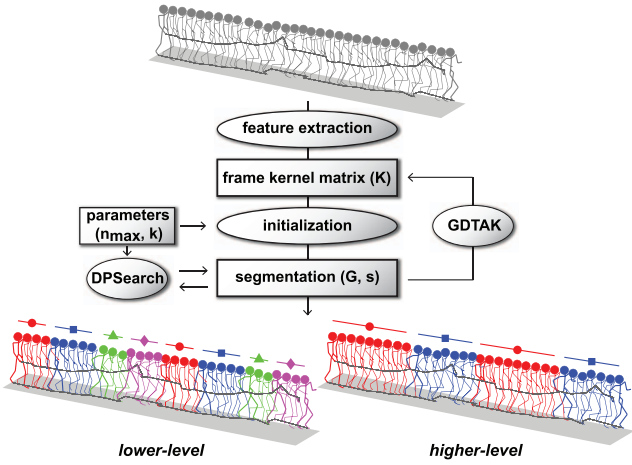 feature extraction
frame kernel matrix (K)
parameters
(nmax, k)
initialization
GDTAK
DPSearch
segmentation (G, s)
lower-level
higher-level